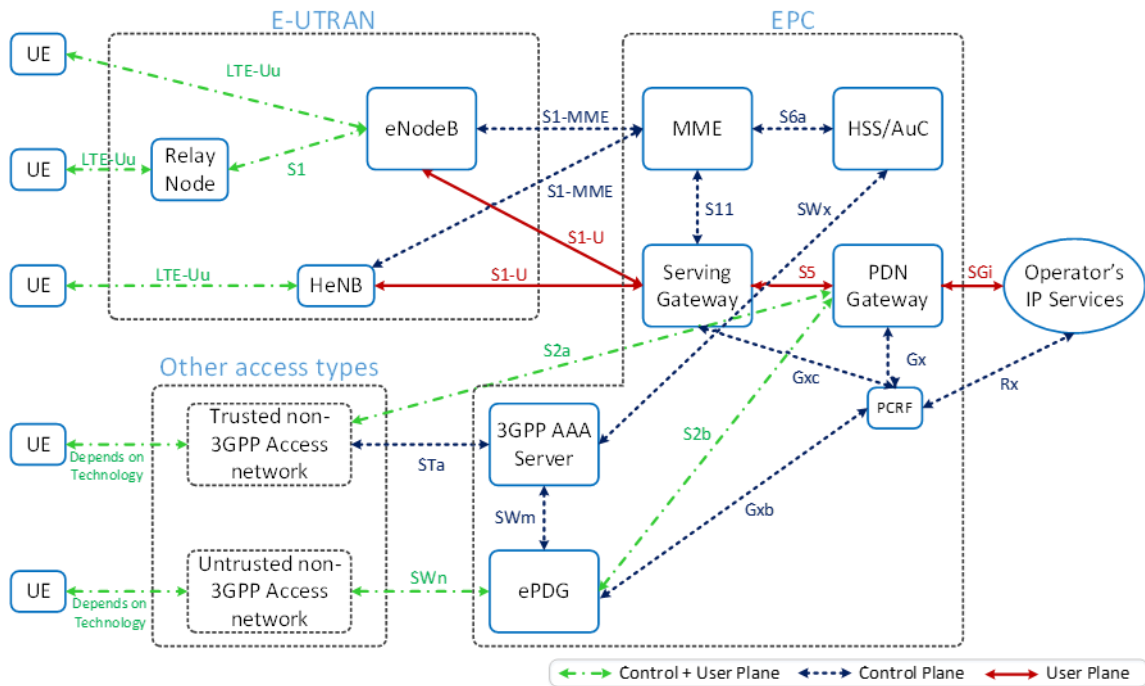 E-UTRAN
EPC
UE
LTE-Uu
eNodeB
S1-MME
MME
S6a
HSS/AuC
UE
LTE-Uu
Relay
Node
S1
S1-MME
S11
SWx
S1-U
UE
LTE-Uu
HeNB
S1-U
Serving
Gateway
S5
PDN
Gateway
SGi
Operator's
IP Services
Other access types
S2a
Gxc
Gx
Rx
UE
Depends on
Technology
Trusted non-
3GPP Access
network
STa
3GPP AAA
Server
S2b
PCRF
SWm
Gxb
UE
Depends on
Technology
Untrusted non-
3GPP Access
network
SWn
ePDG
Control + User Plane
Control Plane
User Plane